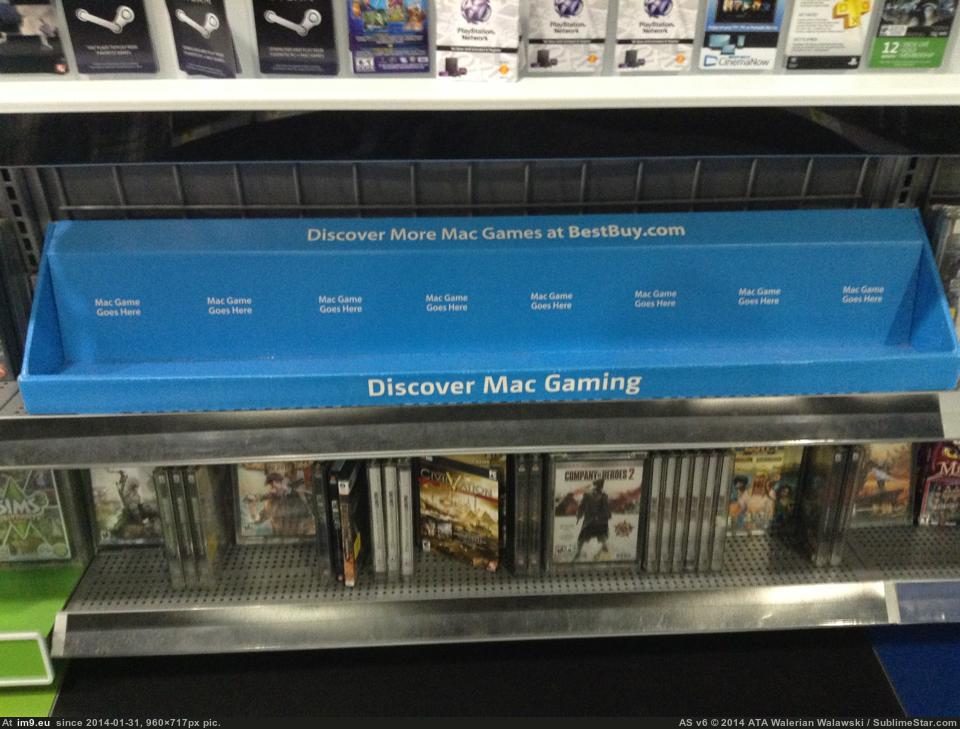 PlayStation
Network
PlayStation
Network
PlayStation
Network
CinemaNow
12
Discover More Mac Games at BestBuy.com
Mac Game
Goes Here
Mac Game
Goes Here
Mac Game
Goes Here
Mac Game
Goes Here
Mac Game
Goes Here
Mac Game
Goes Here
Mac Game
Goes Here
Mac Game
Goes Here
Discover Mac Gaming
SIMS
CIVILIZATION
COMPANY OF HEROES 2
At im9.eu since 2014-01-31, 960×717px pic.
AS v6 © 2014 ATA Walerian Walawski / SublimeStar.com